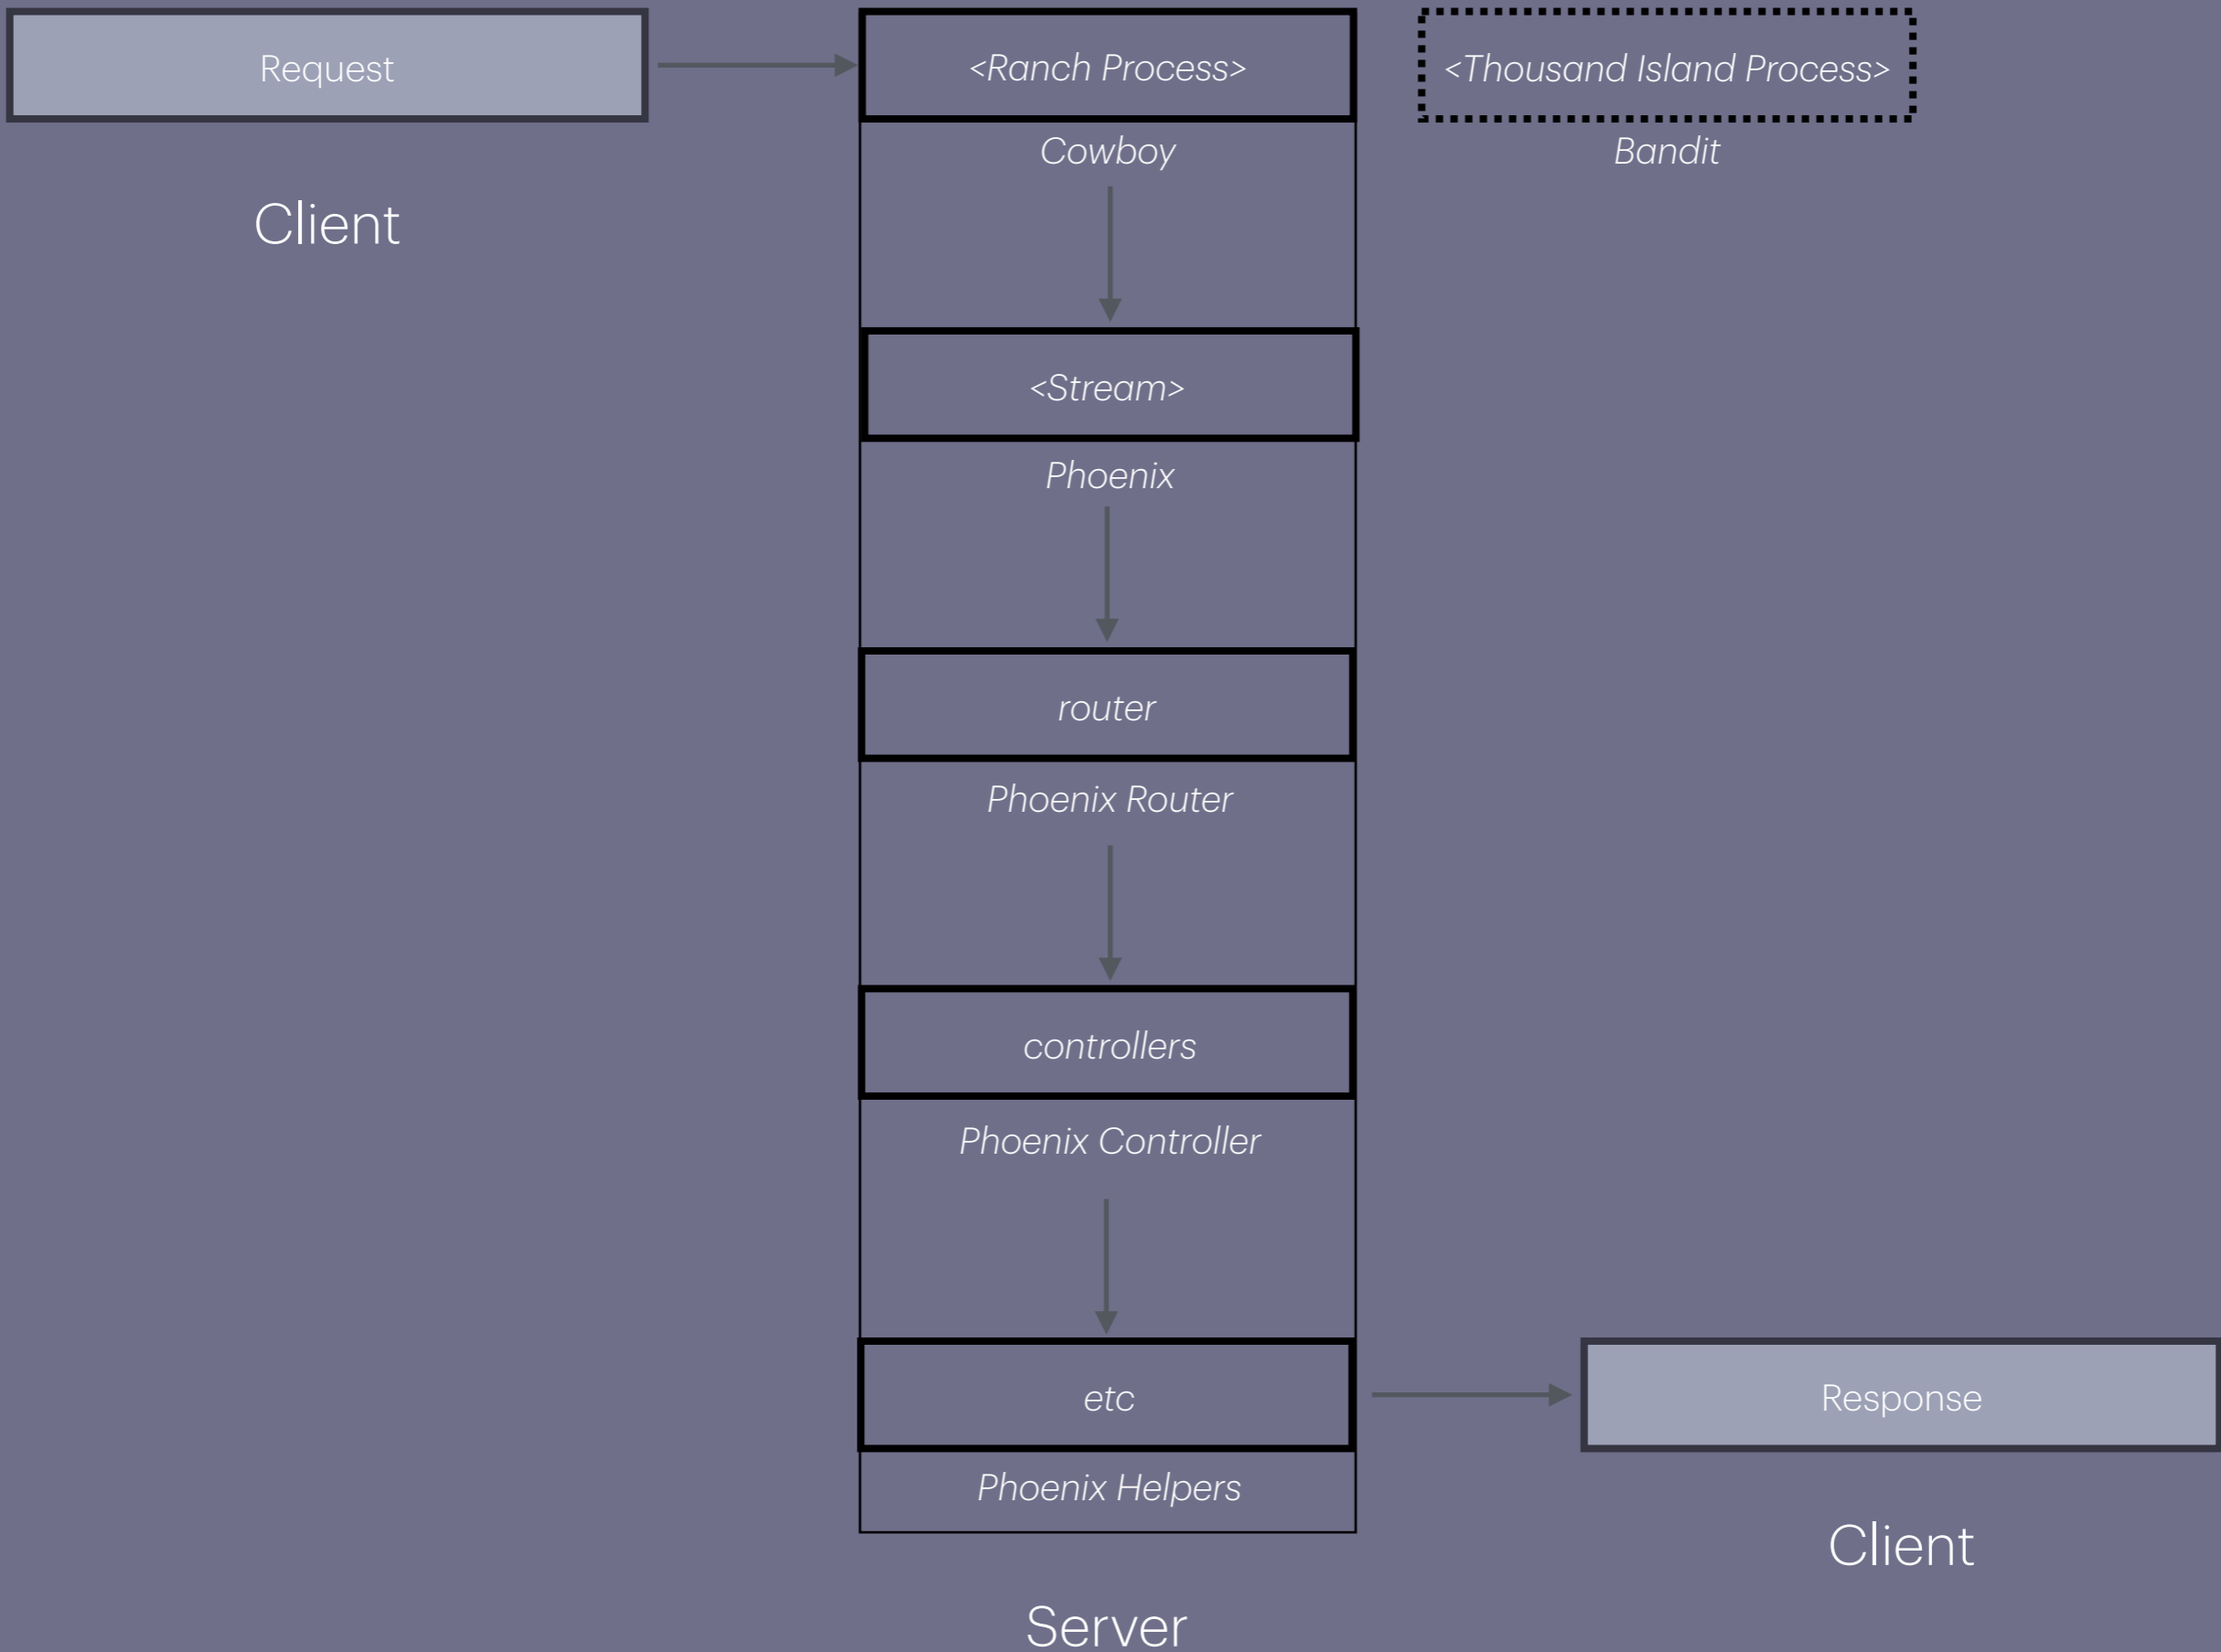 Request
<Ranch Process>
<Thousand Island Process>
Cowboy
Bandit
Client
<Stream>
Phoenix
router
Phoenix Router
controllers
Phoenix Controller
etc
Response
Phoenix Helpers
Client
Server